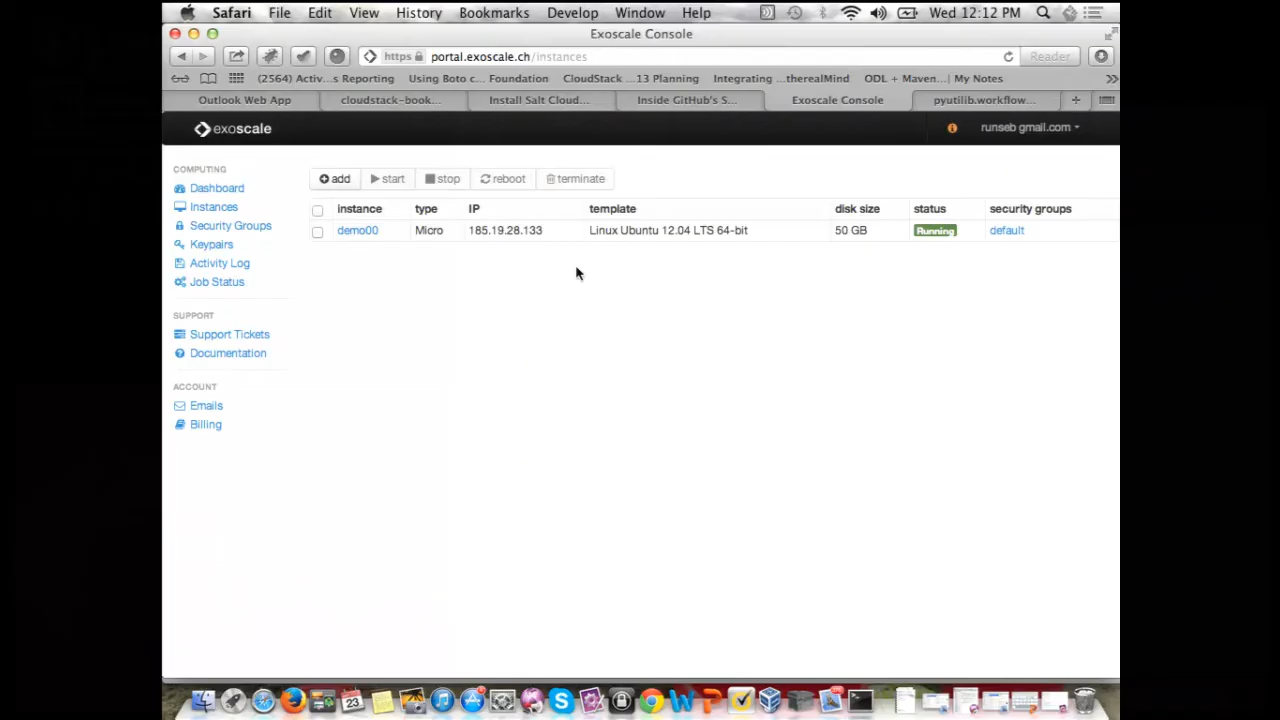 Safari File Edit View History Bookmarks Develop Window Help Wed 12:12 PM
Exoscale Console
https portal.exoscale.ch/instances Reader
(2564) Activ...s Reporting Using Boto c... Foundation CloudStack ...13 Planning Integrating ...therealMind ODL + Maven...| My Notes
Outlook Web App cloudstack-book... Install Salt Cloud... Inside GitHub's S... Exoscale Console pyutilib.workflow...
exoscale runseb gmail.com
COMPUTING
Dashboard
Instances
Security Groups
Keypairs
Activity Log
Job Status
SUPPORT
Support Tickets
Documentation
ACCOUNT
Emails
Billing
add start stop reboot terminate
instance type IP template disk size status security groups
demo00 Micro 185.19.28.133 Linux Ubuntu 12.04 LTS 64-bit 50 GB Running default
23